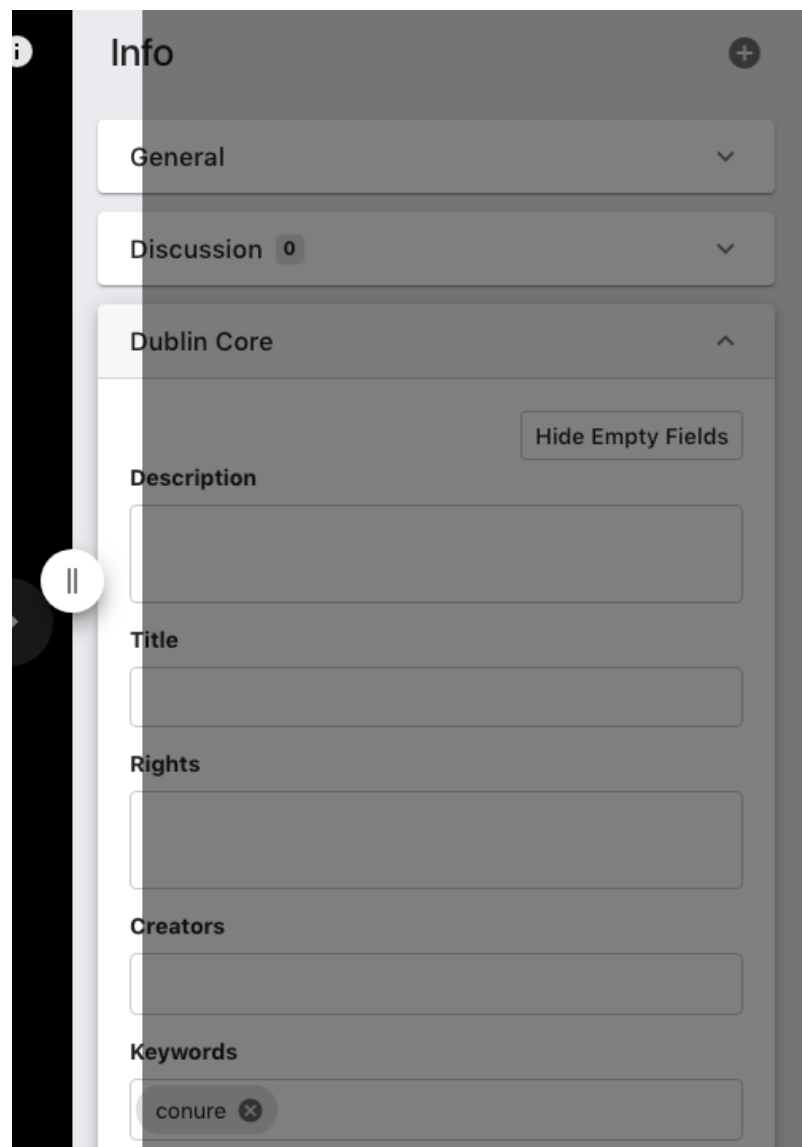 i
Info
General
Discussion 0
Dublin Core
Hide Empty Fields
Description
Title
Rights
Creators
Keywords
conure